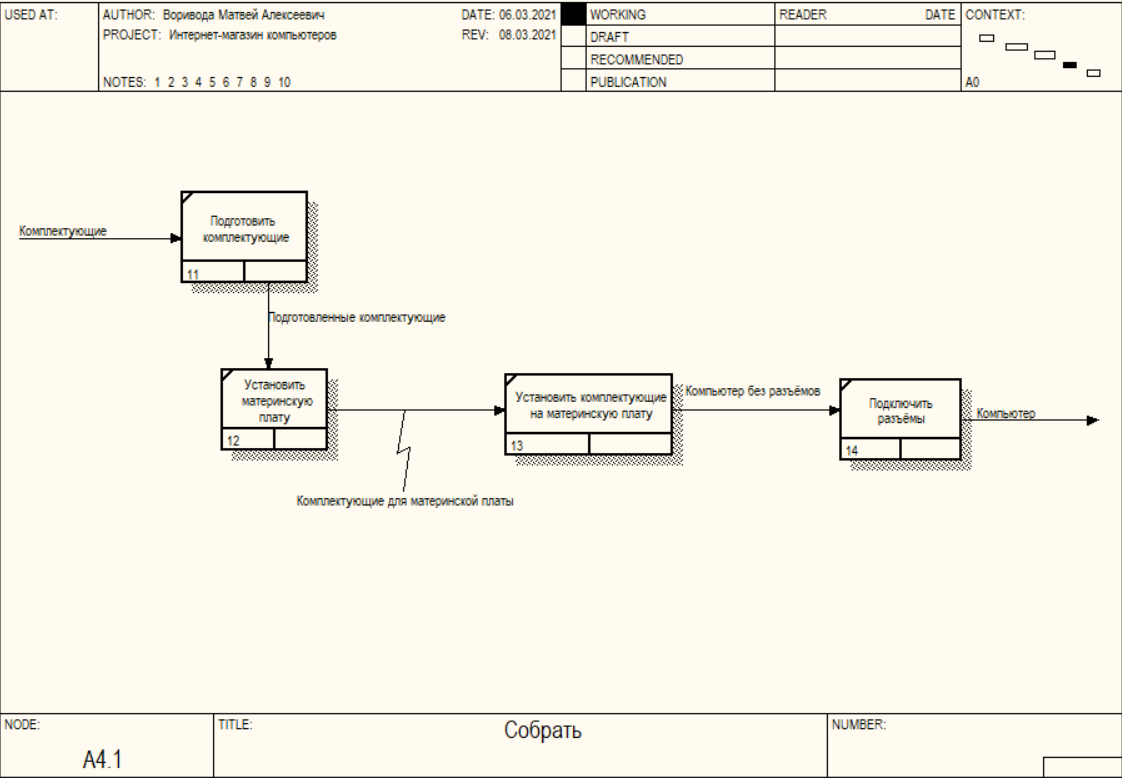 USED AT:
AUTHOR: Воривода Матвей Алексеевич
DATE: 06.03.2021
PROJECT: Интернет-магазин компьютеров
REV: 08.03.2021
NOTES: 1 2 3 4 5 6 7 8 9 10
WORKING
DRAFT
RECOMMENDED
PUBLICATION
READER
DATE
CONTEXT:
A0
Комплектующие
Подготовить
комплектующие
11
Подготовленные комплектующие
Установить
материнскую
плату
12
Комплектующие для материнской платы
Установить комплектующие
на материнскую плату
13
Компьютер без разъёмов
Подключить
разъёмы
14
Компьютер
NODE:
A4.1
TITLE:
Собрать
NUMBER: